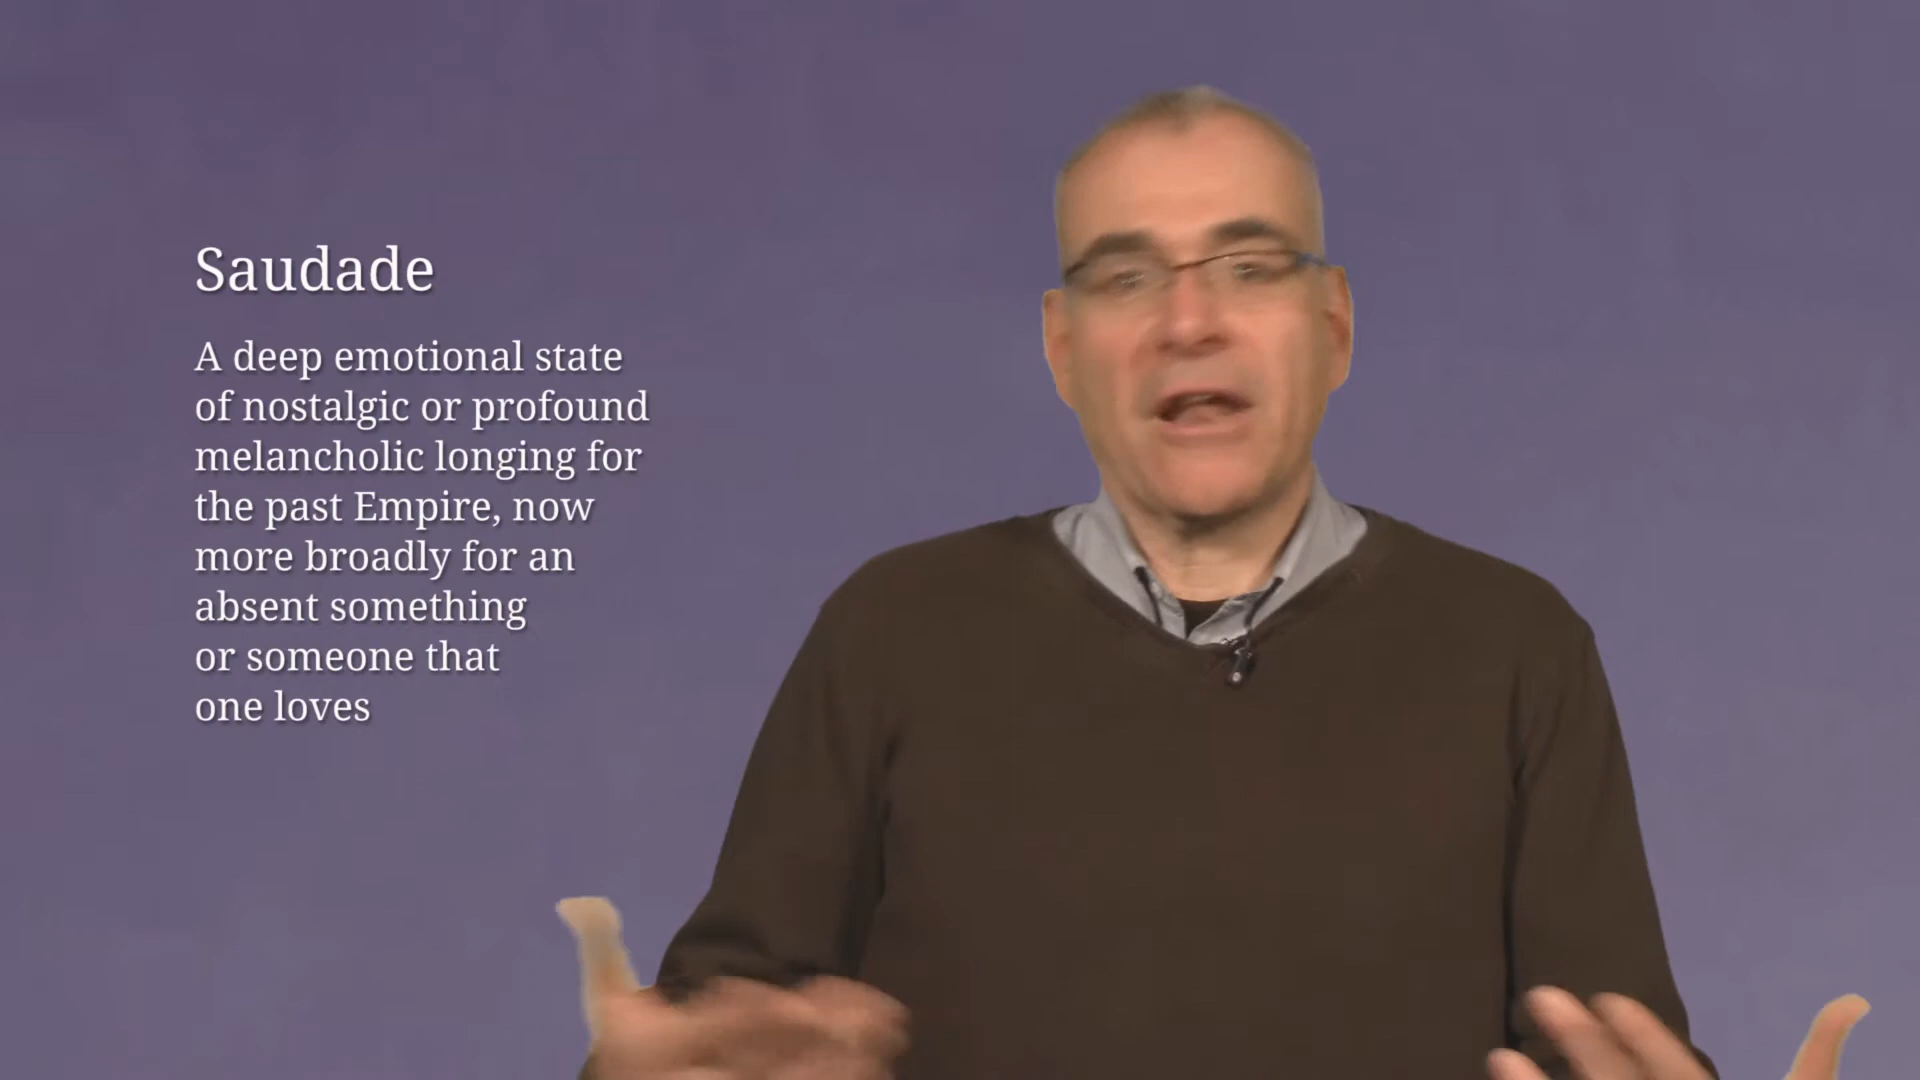 Saudade
A deep emotional state
of nostalgic or profound
melancholic longing for
the past Empire, now
more broadly for an
absent something
or someone that
one loves